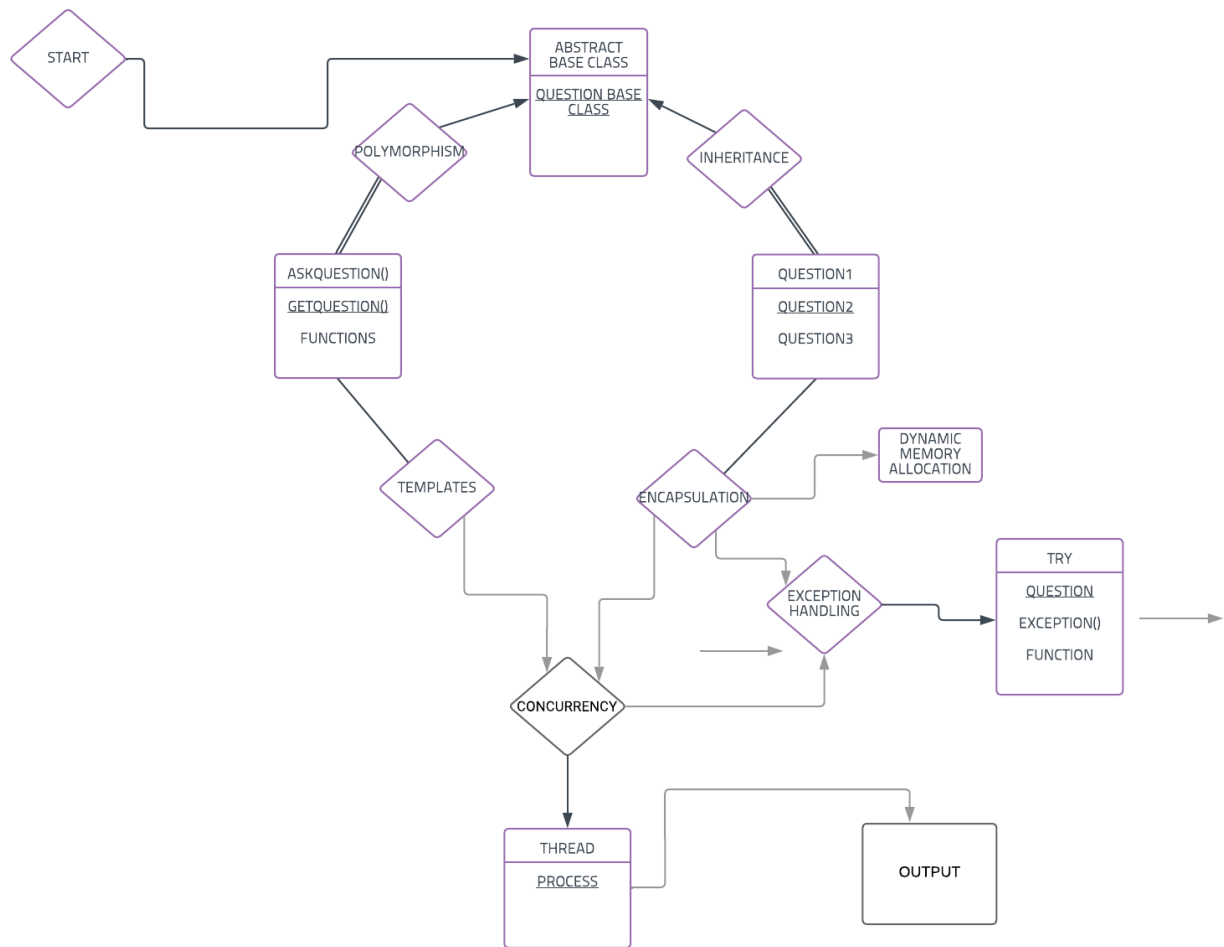 START
ABSTRACT
BASE CLASS
QUESTION BASE
CLASS
POLYMORPHISM
INHERITANCE
ASKQUESTION()
GETQUESTION()
FUNCTIONS
QUESTION1
QUESTION2
QUESTION3
TEMPLATES
ENCAPSULATION
DYNAMIC
MEMORY
ALLOCATION
EXCEPTION
HANDLING
TRY
QUESTION
EXCEPTION()
FUNCTION
CONCURRENCY
THREAD
PROCESS
OUTPUT